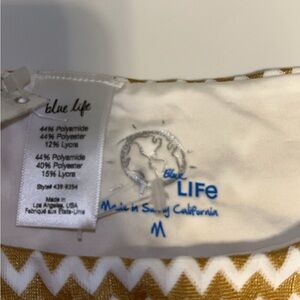 blue life
44% Polyamide
44% Polyester
12% Lycra
44% Polyamide
40% Polyester
15% Lycra
Style# 439-9354
Made in
Los Angeles, USA
Fabriqué aux Etats-Unis
Blue
LIFe
Made in Sunny California
M